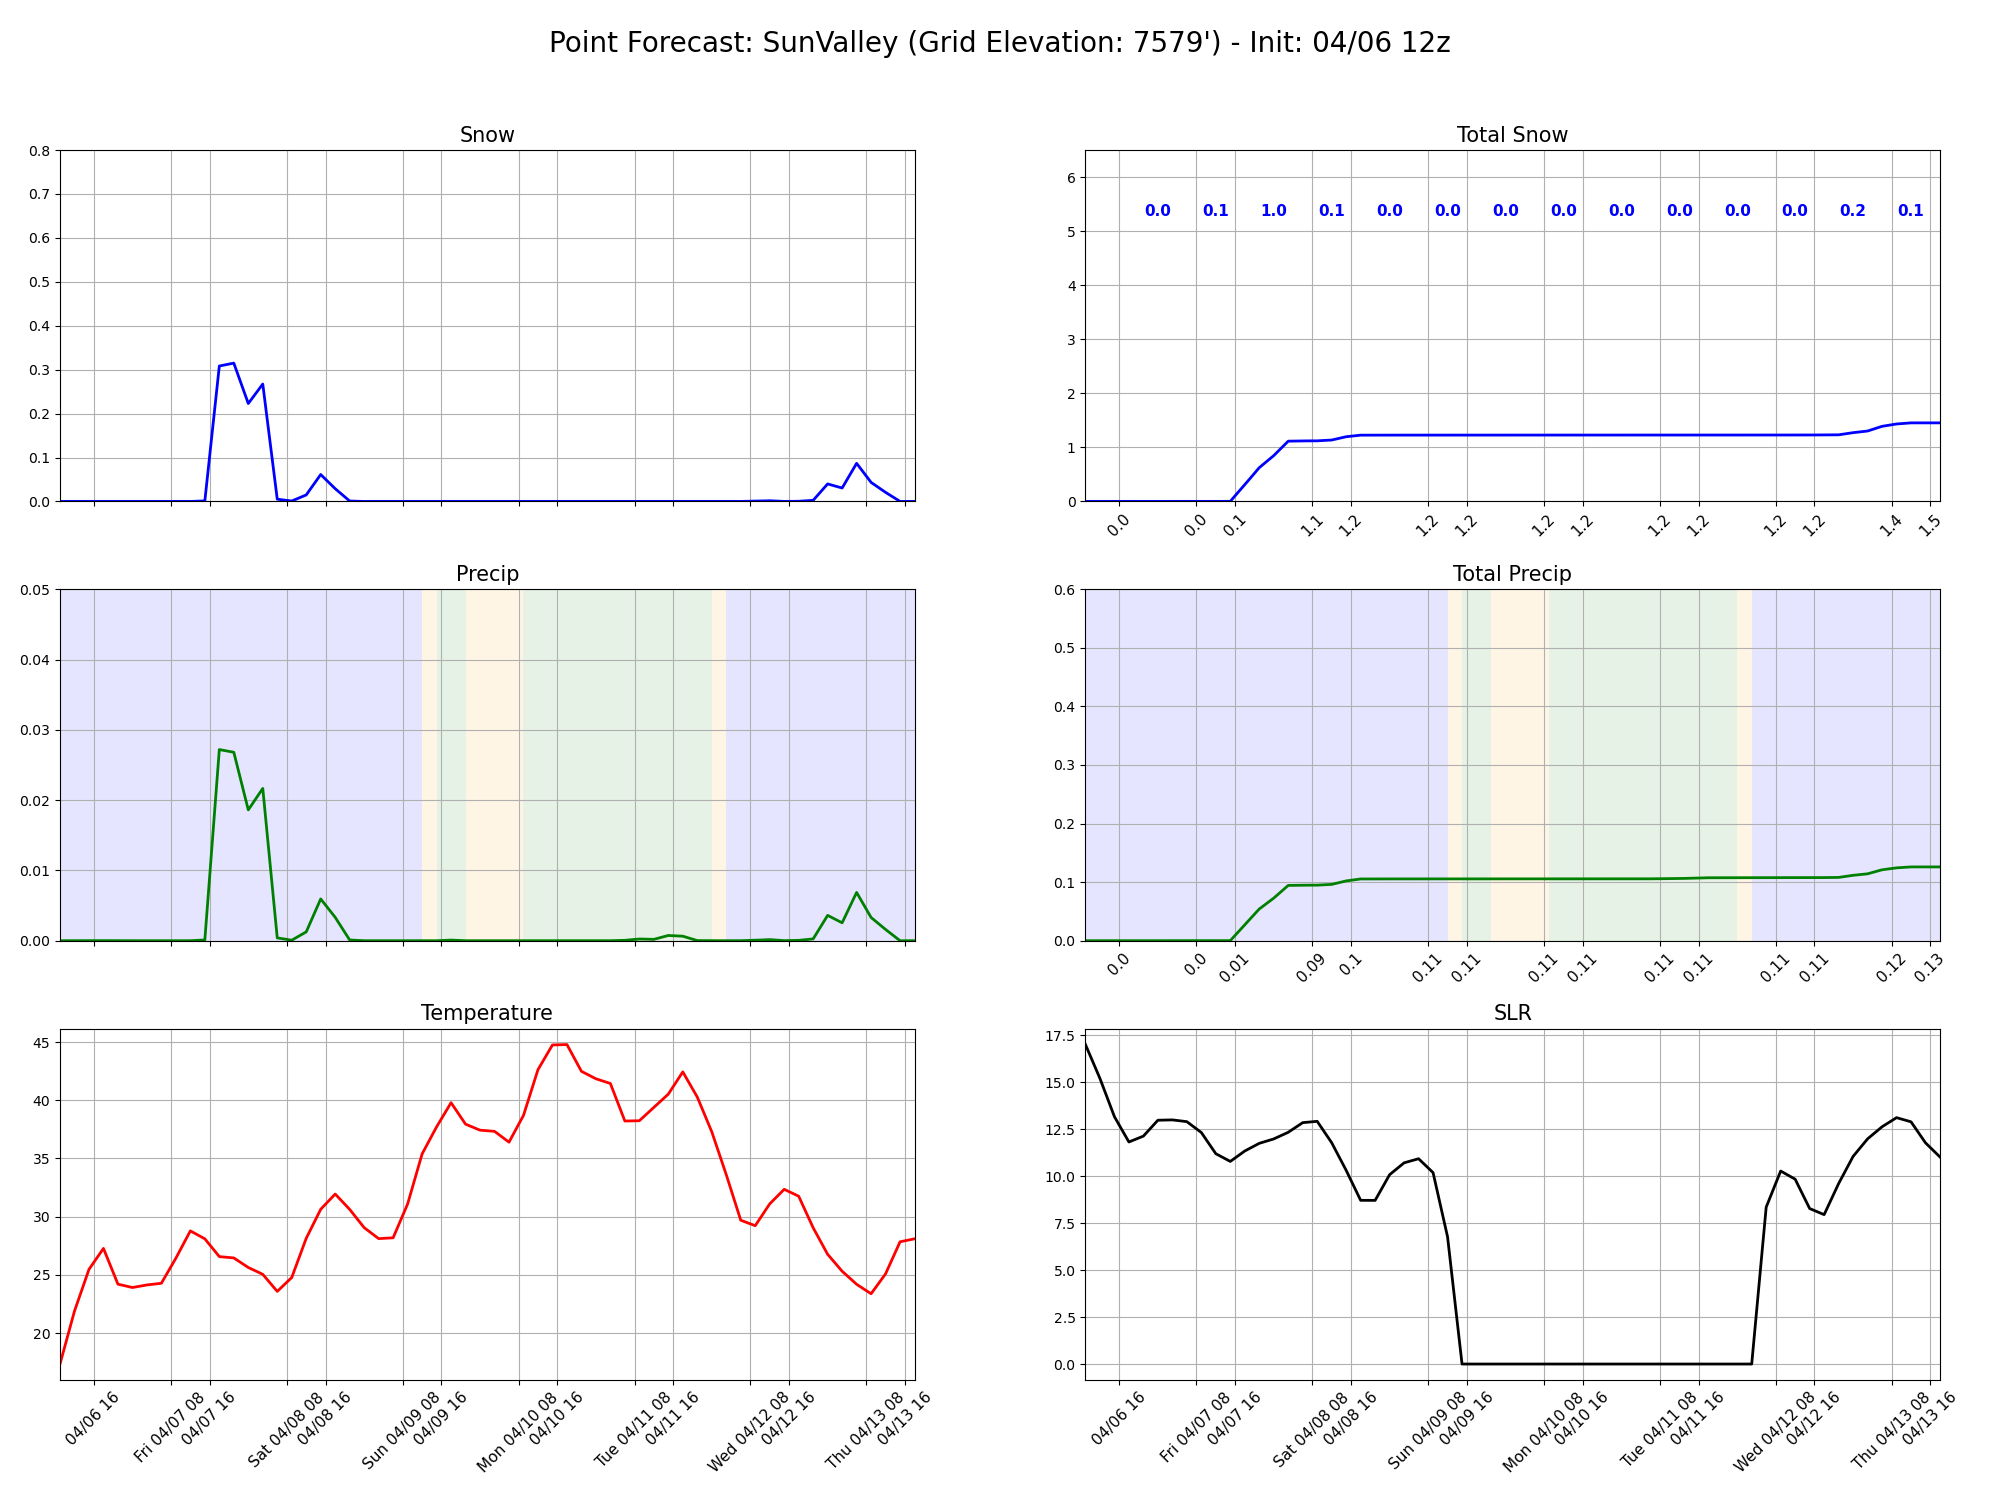 Point Forecast: SunValley (Grid Elevation: 7579') - Init: 04/06 12z
Snow
0.8
0.7
0.6
0.5
0.4
0.3
0.2
0.1
0.0
Total Snow
6
5
4
3
2
1
0
0.0 0.1 1.0 0.1 0.0 0.0 0.0 0.0 0.0 0.0 0.0 0.0 0.2 0.1
0.0 0.0 0.1 1.1 1.2 1.2 1.2 1.2 1.2 1.2 1.2 1.2 1.2 1.4 1.5
Precip
0.05
0.04
0.03
0.02
0.01
0.00
Total Precip
0.6
0.5
0.4
0.3
0.2
0.1
0.0
0.0 0.0 0.01 0.09 0.1 0.11 0.11 0.11 0.11 0.11 0.11 0.11 0.11 0.12 0.13
Temperature
45
40
35
30
25
20
04/06 16
Fri 04/07 08
04/07 16
Sat 04/08 08
04/08 16
Sun 04/09 08
04/09 16
Mon 04/10 08
04/10 16
Tue 04/11 08
04/11 16
Wed 04/12 08
04/12 16
Thu 04/13 08
04/13 16
SLR
17.5
15.0
12.5
10.0
7.5
5.0
2.5
0.0
04/06 16
Fri 04/07 08
04/07 16
Sat 04/08 08
04/08 16
Sun 04/09 08
04/09 16
Mon 04/10 08
04/10 16
Tue 04/11 08
04/11 16
Wed 04/12 08
04/12 16
Thu 04/13 08
04/13 16